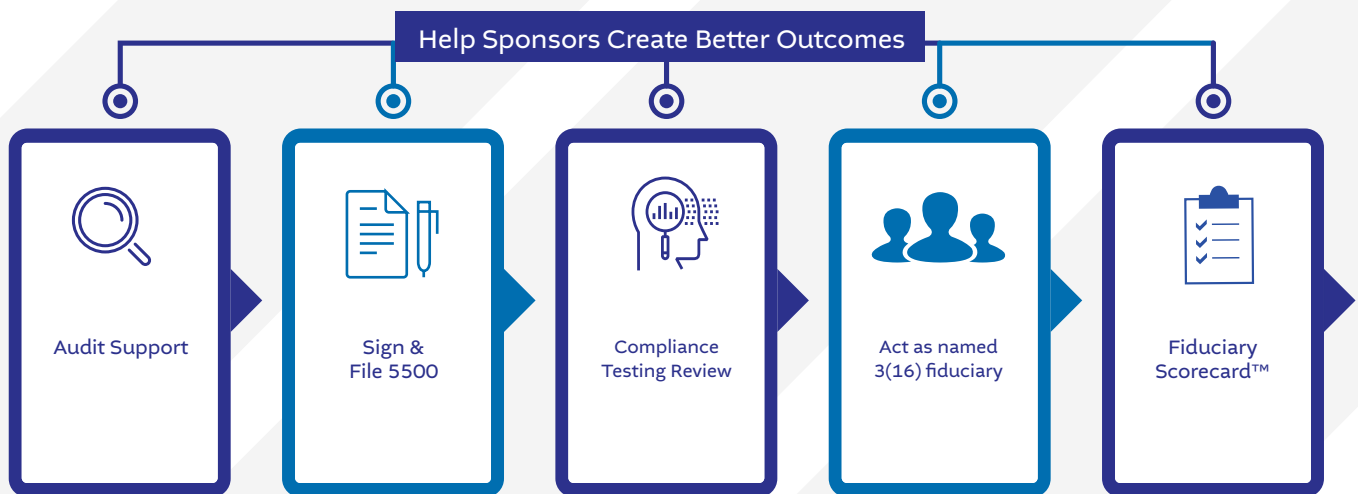 Help Sponsors Create Better Outcomes
Audit Support
Sign &
File 5500
Compliance
Testing Review
Act as named
3(16) fiduciary
Fiduciary
Scorecard™